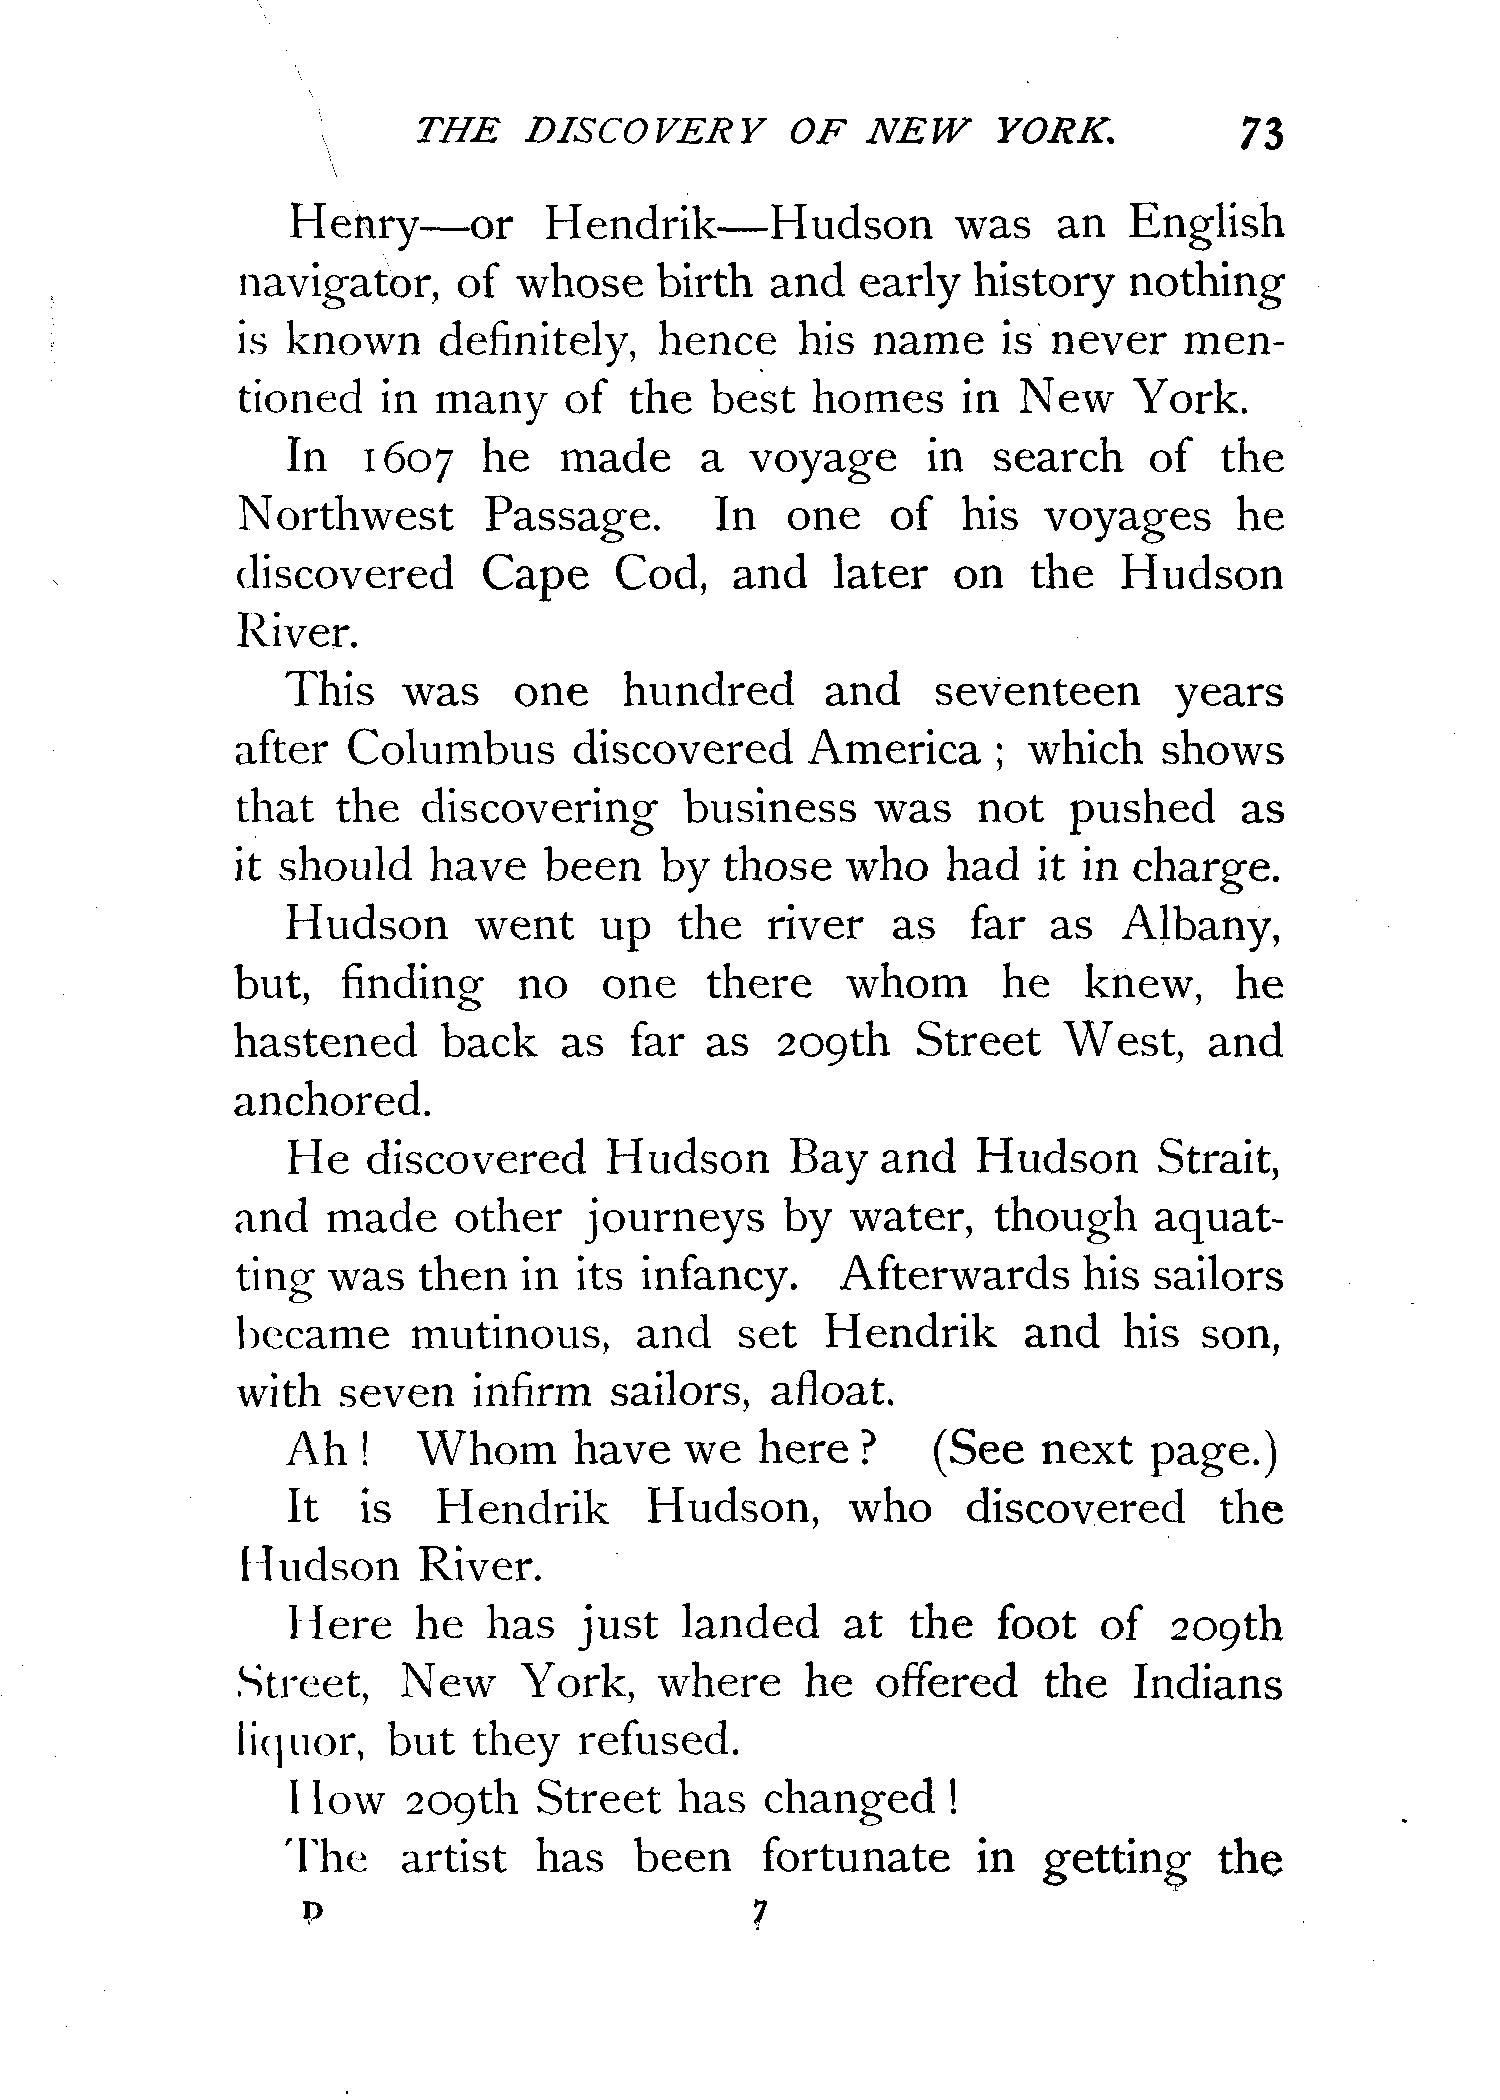 THE DISCOVERY OF NEW YORK. 73
Henry—or Hendrik—Hudson was an English
navigator, of whose birth and early history nothing
is known definitely, hence his name is never men-
tioned in many of the best homes in New York.
In 1607 he made a voyage in search of the
Northwest Passage. In one of his voyages he
discovered Cape Cod, and later on the Hudson
River.
This was one hundred and seventeen years
after Columbus discovered America ; which shows
that the discovering business was not pushed as
it should have been by those who had it in charge.
Hudson went up the river as far as Albany,
but, finding no one there whom he knew, he
hastened back as far as 209th Street West, and
anchored.
He discovered Hudson Bay and Hudson Strait,
and made other journeys by water, though aquat-
ting was then in its infancy. Afterwards his sailors
became mutinous, and set Hendrik and his son,
with seven infirm sailors, afloat.
Ah ! Whom have we here ? (See next page.)
It is Hendrik Hudson, who discovered the
Hudson River.
Here he has just landed at the foot of 209th
Street, New York, where he offered the Indians
liquor, but they refused.
How 209th Street has changed !
The artist has been fortunate in getting the
D 7